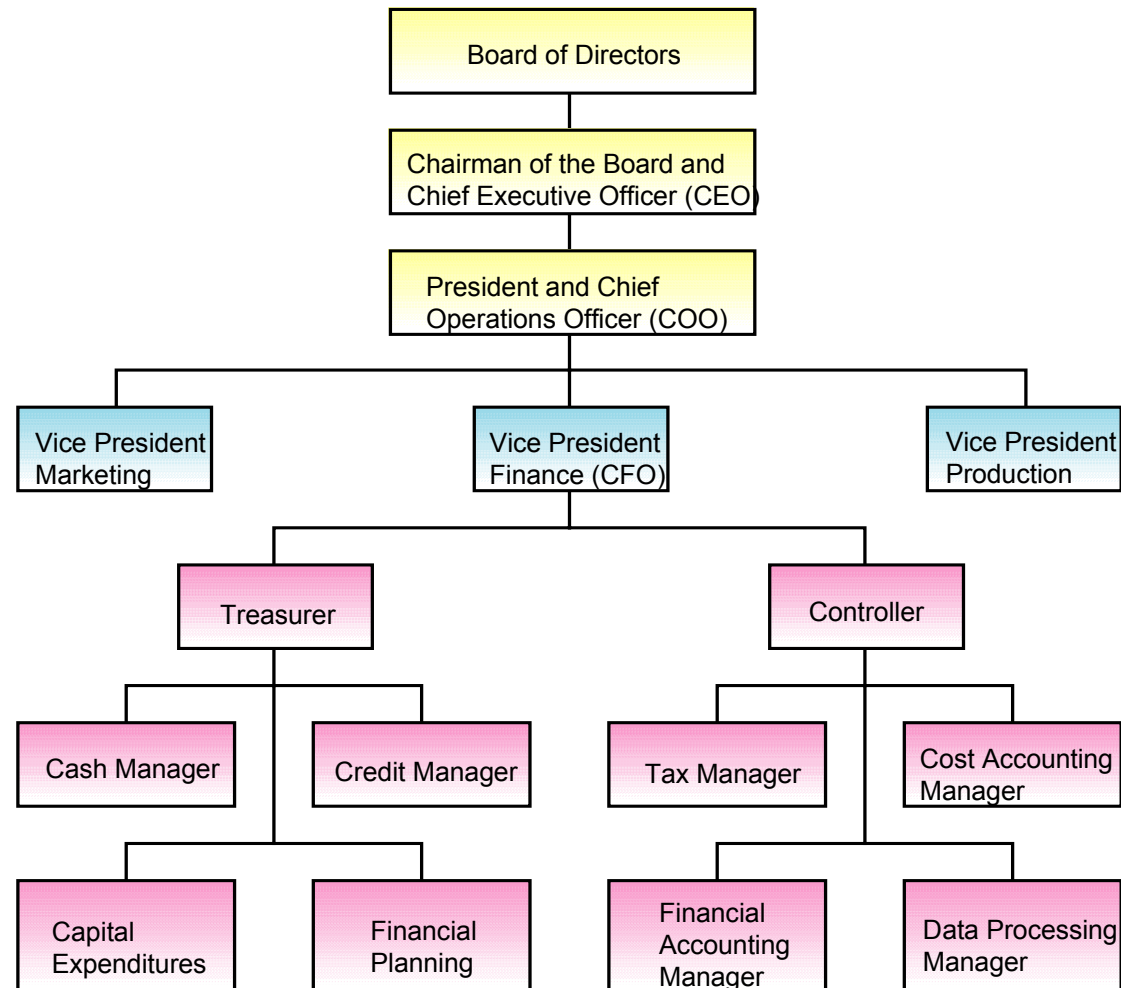 Board of Directors
Chairman of the Board and
Chief Executive Officer (CEO)
President and Chief
Operations Officer (COO)
Vice President
Marketing
Vice President
Finance (CFO)
Vice President
Production
Treasurer
Controller
Cash Manager
Credit Manager
Tax Manager
Cost Accounting
Manager
Capital
Expenditures
Financial
Planning
Financial
Accounting
Manager
Data Processing
Manager